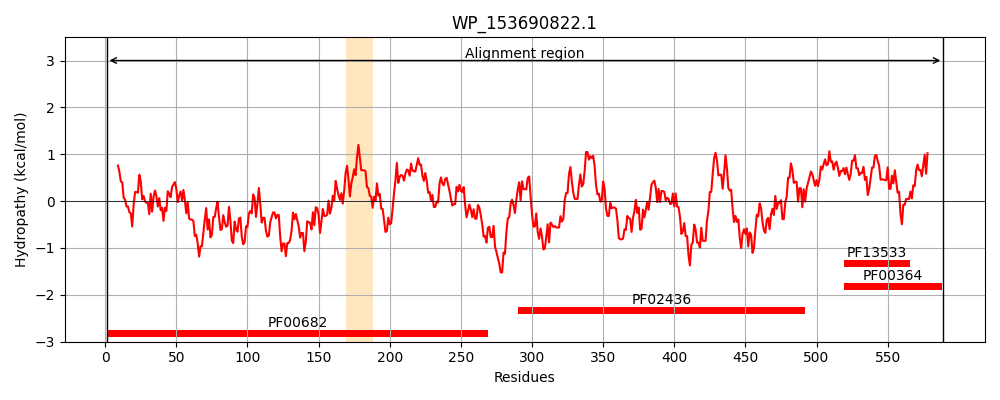 WP_153690822.1
Alignment region
3
2
1
0
−1
−2
−3
Hydropathy (kcal/mol)
PF13533
PF00364
PF02436
PF00682
0 50 100 150 200 250 300 350 400 450 500 550
Residues